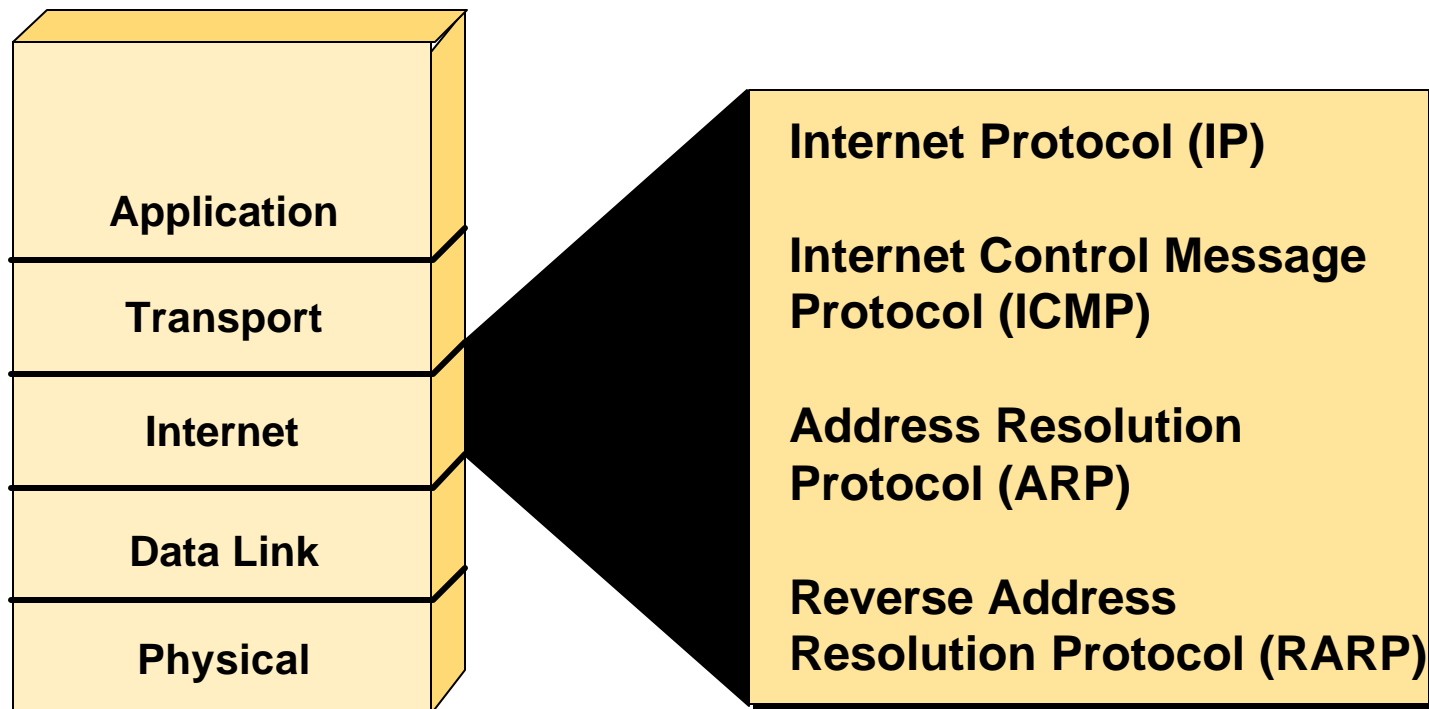 Application
Transport
Internet
Data Link
Physical
Internet Protocol (IP)
Internet Control Message
Protocol (ICMP)
Address Resolution
Protocol (ARP)
Reverse Address
Resolution Protocol (RARP)